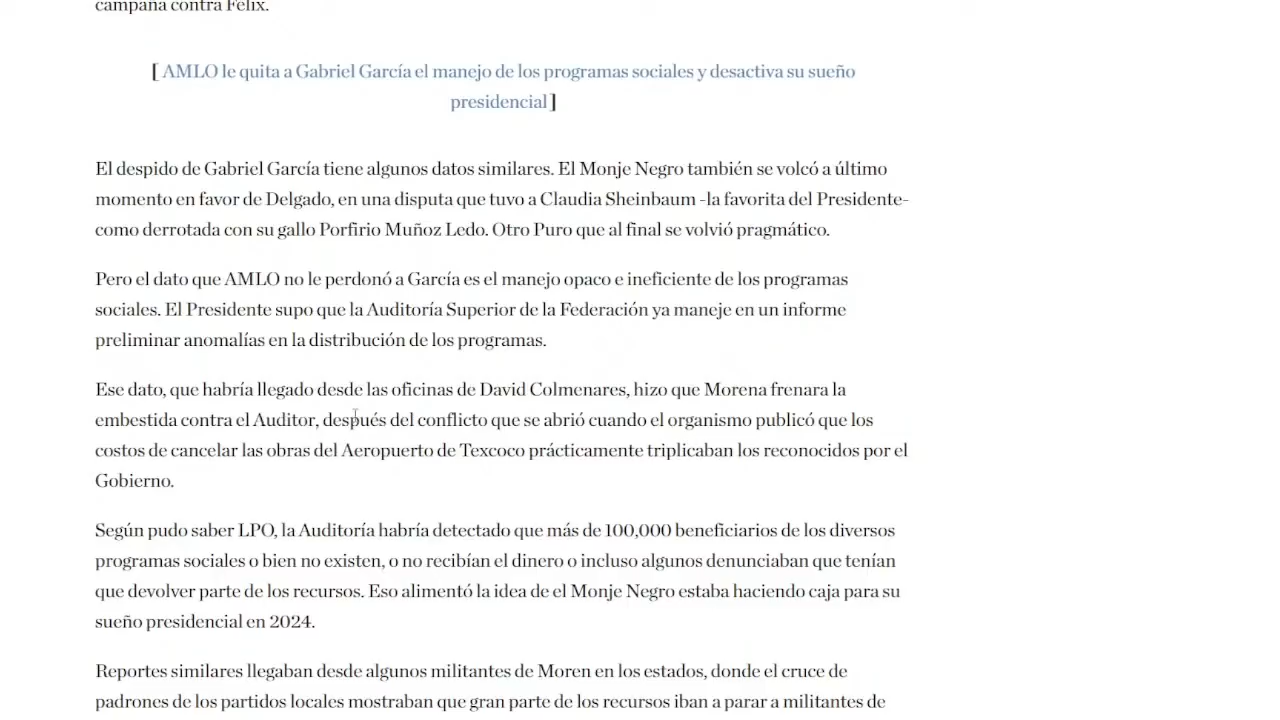 campaña contra Félix.
[ AMLO le quita a Gabriel García el manejo de los programas sociales y desactiva su sueño
presidencial ]
El despido de Gabriel García tiene algunos datos similares. El Monje Negro también se volcó a último
momento en favor de Delgado, en una disputa que tuvo a Claudia Sheinbaum -la favorita del Presidente-
como derrotada con su gallo Porfirio Muñoz Ledo. Otro Puro que al final se volvió pragmático.
Pero el dato que AMLO no le perdonó a García es el manejo opaco e ineficiente de los programas
sociales. El Presidente supo que la Auditoría Superior de la Federación ya maneje en un informe
preliminar anomalías en la distribución de los programas.
Ese dato, que habría llegado desde las oficinas de David Colmenares, hizo que Morena frenara la
embestida contra el Auditor, después del conflicto que se abrió cuando el organismo publicó que los
costos de cancelar las obras del Aeropuerto de Texcoco prácticamente triplicaban los reconocidos por el
Gobierno.
Según pudo saber LPO, la Auditoría habría detectado que más de 100,000 beneficiarios de los diversos
programas sociales o bien no existen, o no recibían el dinero o incluso algunos denunciaban que tenían
que devolver parte de los recursos. Eso alimentó la idea de el Monje Negro estaba haciendo caja para su
sueño presidencial en 2024.
Reportes similares llegaban desde algunos militantes de Moren en los estados, donde el cruce de
padrones de los partidos locales mostraban que gran parte de los recursos iban a parar a militantes de